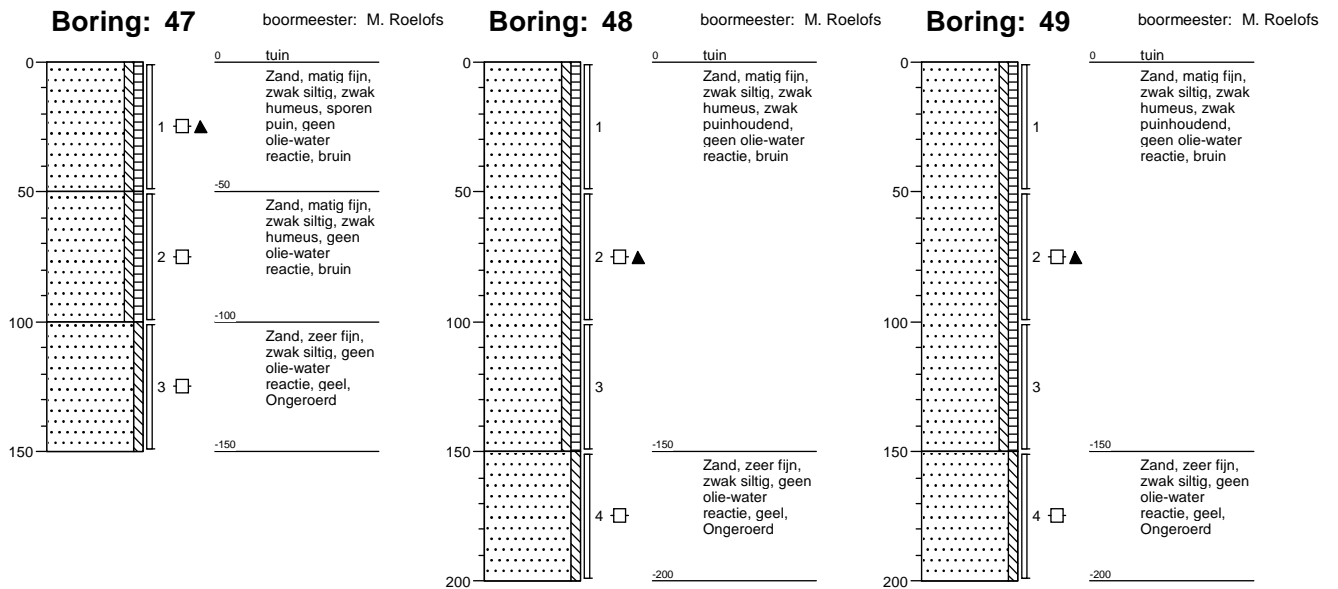 Boring: 47
boormeester: M. Roelofs
0
50
100
150
1
2
3
0
tuin
Zand, matig fijn,
zwak siltig, zwak
humeus, sporen
puin, geen
olie-water
reactie, bruin
-50
Zand, matig fijn,
zwak siltig, zwak
humeus, geen
olie-water
reactie, bruin
-100
Zand, zeer fijn,
zwak siltig, geen
olie-water
reactie, geel,
Ongeroerd
-150
Boring: 48
boormeester: M. Roelofs
0
50
100
150
200
1
2
3
4
0
tuin
Zand, matig fijn,
zwak siltig, zwak
humeus, zwak
puinhoudend,
geen olie-water
reactie, bruin
-150
Zand, zeer fijn,
zwak siltig, geen
olie-water
reactie, geel,
Ongeroerd
-200
Boring: 49
boormeester: M. Roelofs
0
50
100
150
200
1
2
3
4
0
tuin
Zand, matig fijn,
zwak siltig, zwak
humeus, zwak
puinhoudend,
geen olie-water
reactie, bruin
-150
Zand, zeer fijn,
zwak siltig, geen
olie-water
reactie, geel,
Ongeroerd
-200